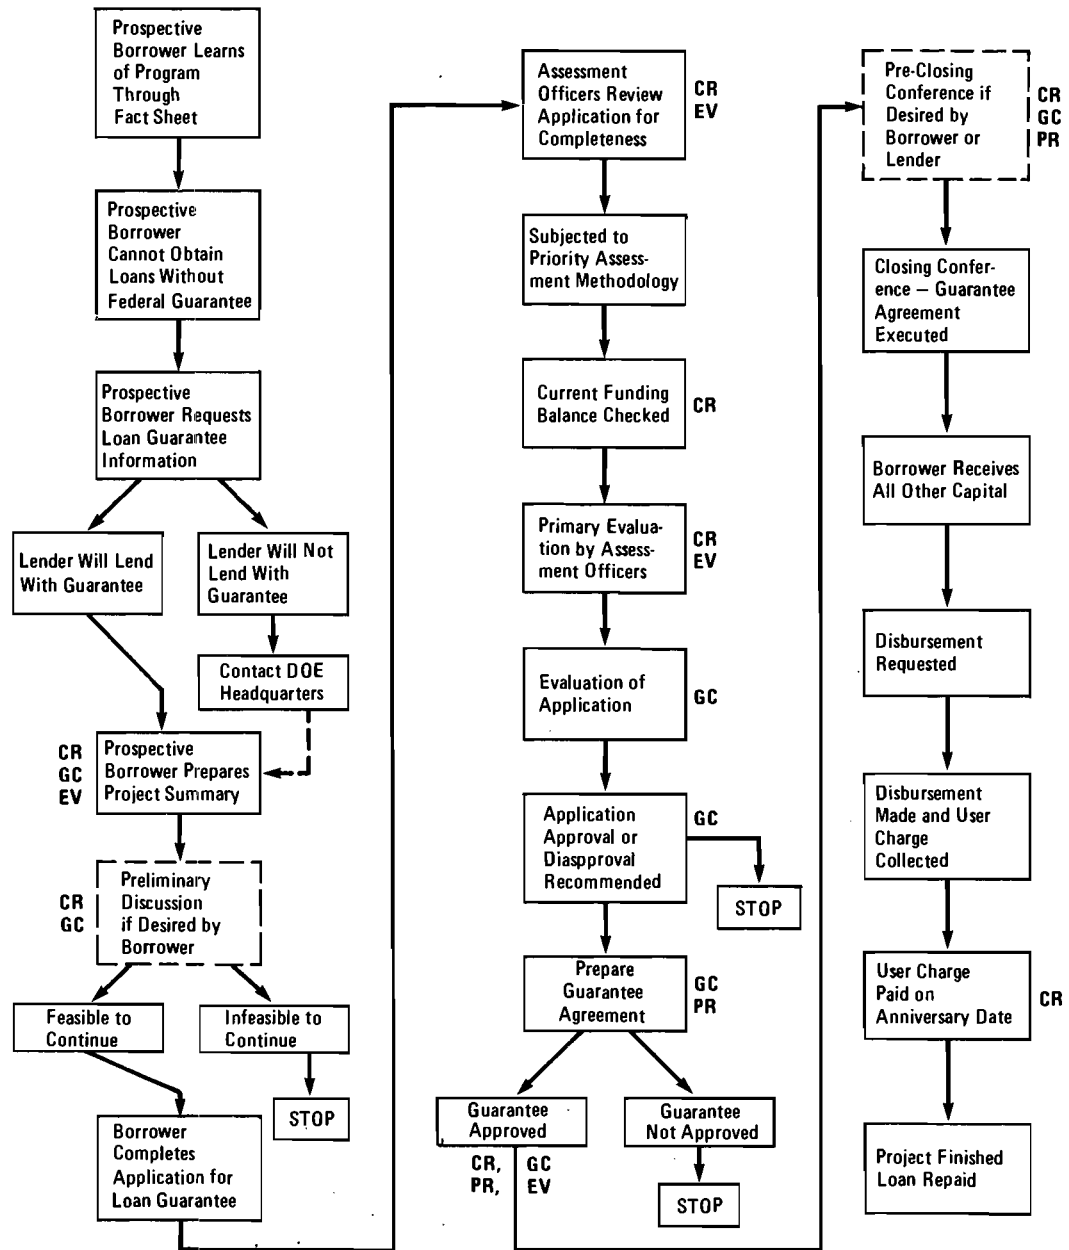 Prospective
Borrower Learns
of Program
Through
Fact Sheet
Prospective
Borrower
Cannot Obtain
Loans Without
Federal Guarantee
Prospective
Borrower Requests
Loan Guarantee
Information
Lender Will Lend
With Guarantee
Lender Will Not
Lend With
Guarantee
Contact DOE
Headquarters
CR
GC
EV
Prospective
Borrower Prepares
Project Summary
CR
GC
Preliminary
Discussion
if Desired by
Borrower
Feasible to
Continue
Infeasible to
Continue
STOP
Borrower
Completes
Application for
Loan Guarantee
Assessment
Officers Review
Application for
Completeness
CR
EV
Subjected to
Priority Assess-
ment Methodology
Current Funding
Balance Checked
CR
Primary Evalua-
tion by Assess-
ment Officers
CR
EV
Evaluation of
Application
GC
Application
Approval or
Diaspproval
Recommended
GC
STOP
Prepare
Guarantee
Agreement
GC
PR
Guarantee
Approved
CR, GC
PR, EV
Guarantee
Not Approved
STOP
Pre-Closing
Conference if
Desired by
Borrower or
Lender
CR
GC
PR
Closing Confer-
ence — Guarantee
Agreement
Executed
Borrower Receives
All Other Capital
Disbursement
Requested
Disbursement
Made and User
Charge
Collected
User Charge
Paid on
Anniversary Date
CR
Project Finished
Loan Repaid